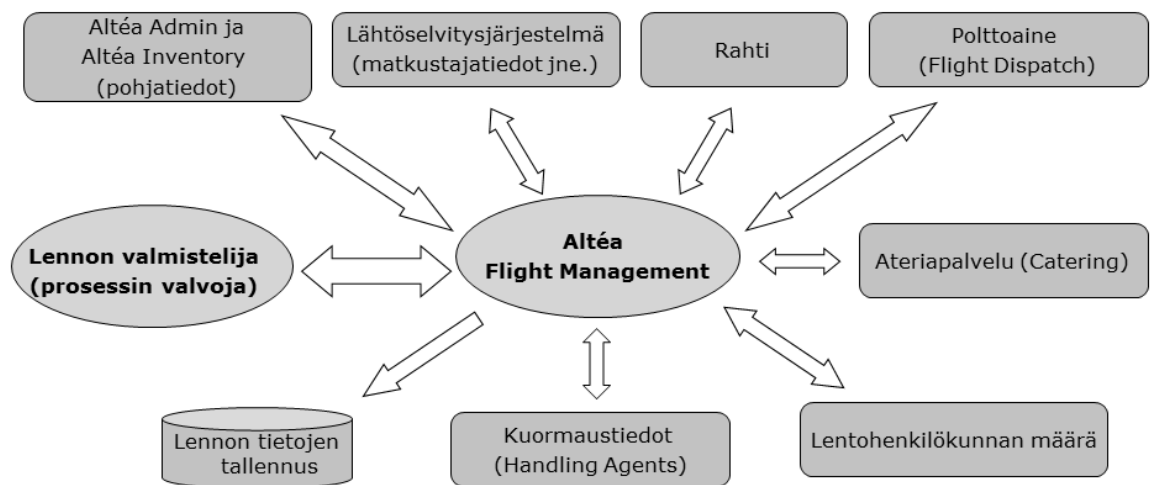 Altéa Admin ja
Altéa Inventory
(pohjatiedot)
Lähtöselvitysjärjestelmä
(matkustajatiedot jne.)
Rahti
Polttoaine
(Flight Dispatch)
Lennon valmistelija
(prosessin valvoja)
Altéa
Flight Management
Ateriapalvelu (Catering)
Lennon tietojen
tallennus
Kuormaustiedot
(Handling Agents)
Lentohenkilökunnan määrä